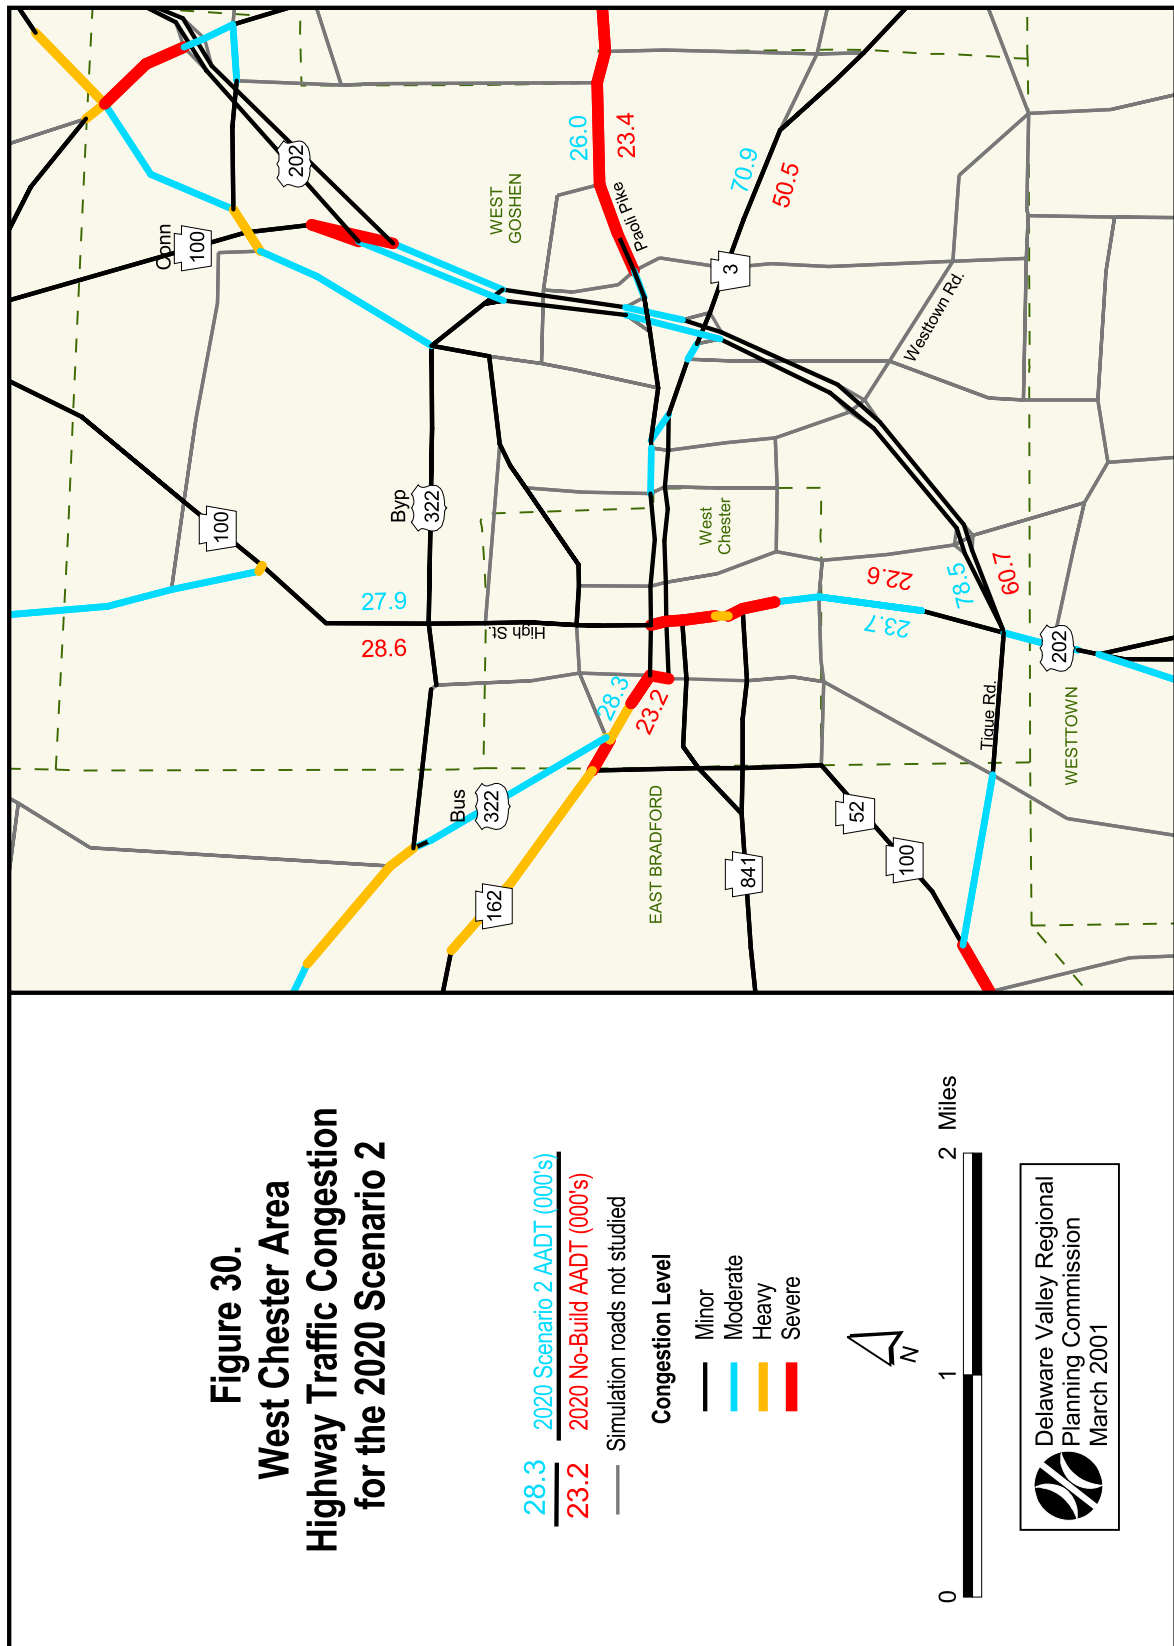 Figure 30.
West Chester Area
Highway Traffic Congestion
for the 2020 Scenario 2
28.3
2020 Scenario 2 AADT (000's)
23.2
2020 No-Build AADT (000's)
Simulation roads not studied
Congestion Level
Minor
Moderate
Heavy
Severe
N
0
1
2
Miles
Delaware Valley Regional
Planning Commission
March 2001
Conn
100
202
WEST
GOSHEN
26.0
23.4
Paoli Pike
70.9
50.5
3
Westtown Rd.
100
Byp
322
27.9
28.6
High St.
West
Chester
22.6
23.7
78.5
60.7
202
WESTTOWN
Tigue Rd.
28.3
23.2
Bus
322
162
EAST BRADFORD
841
52
100